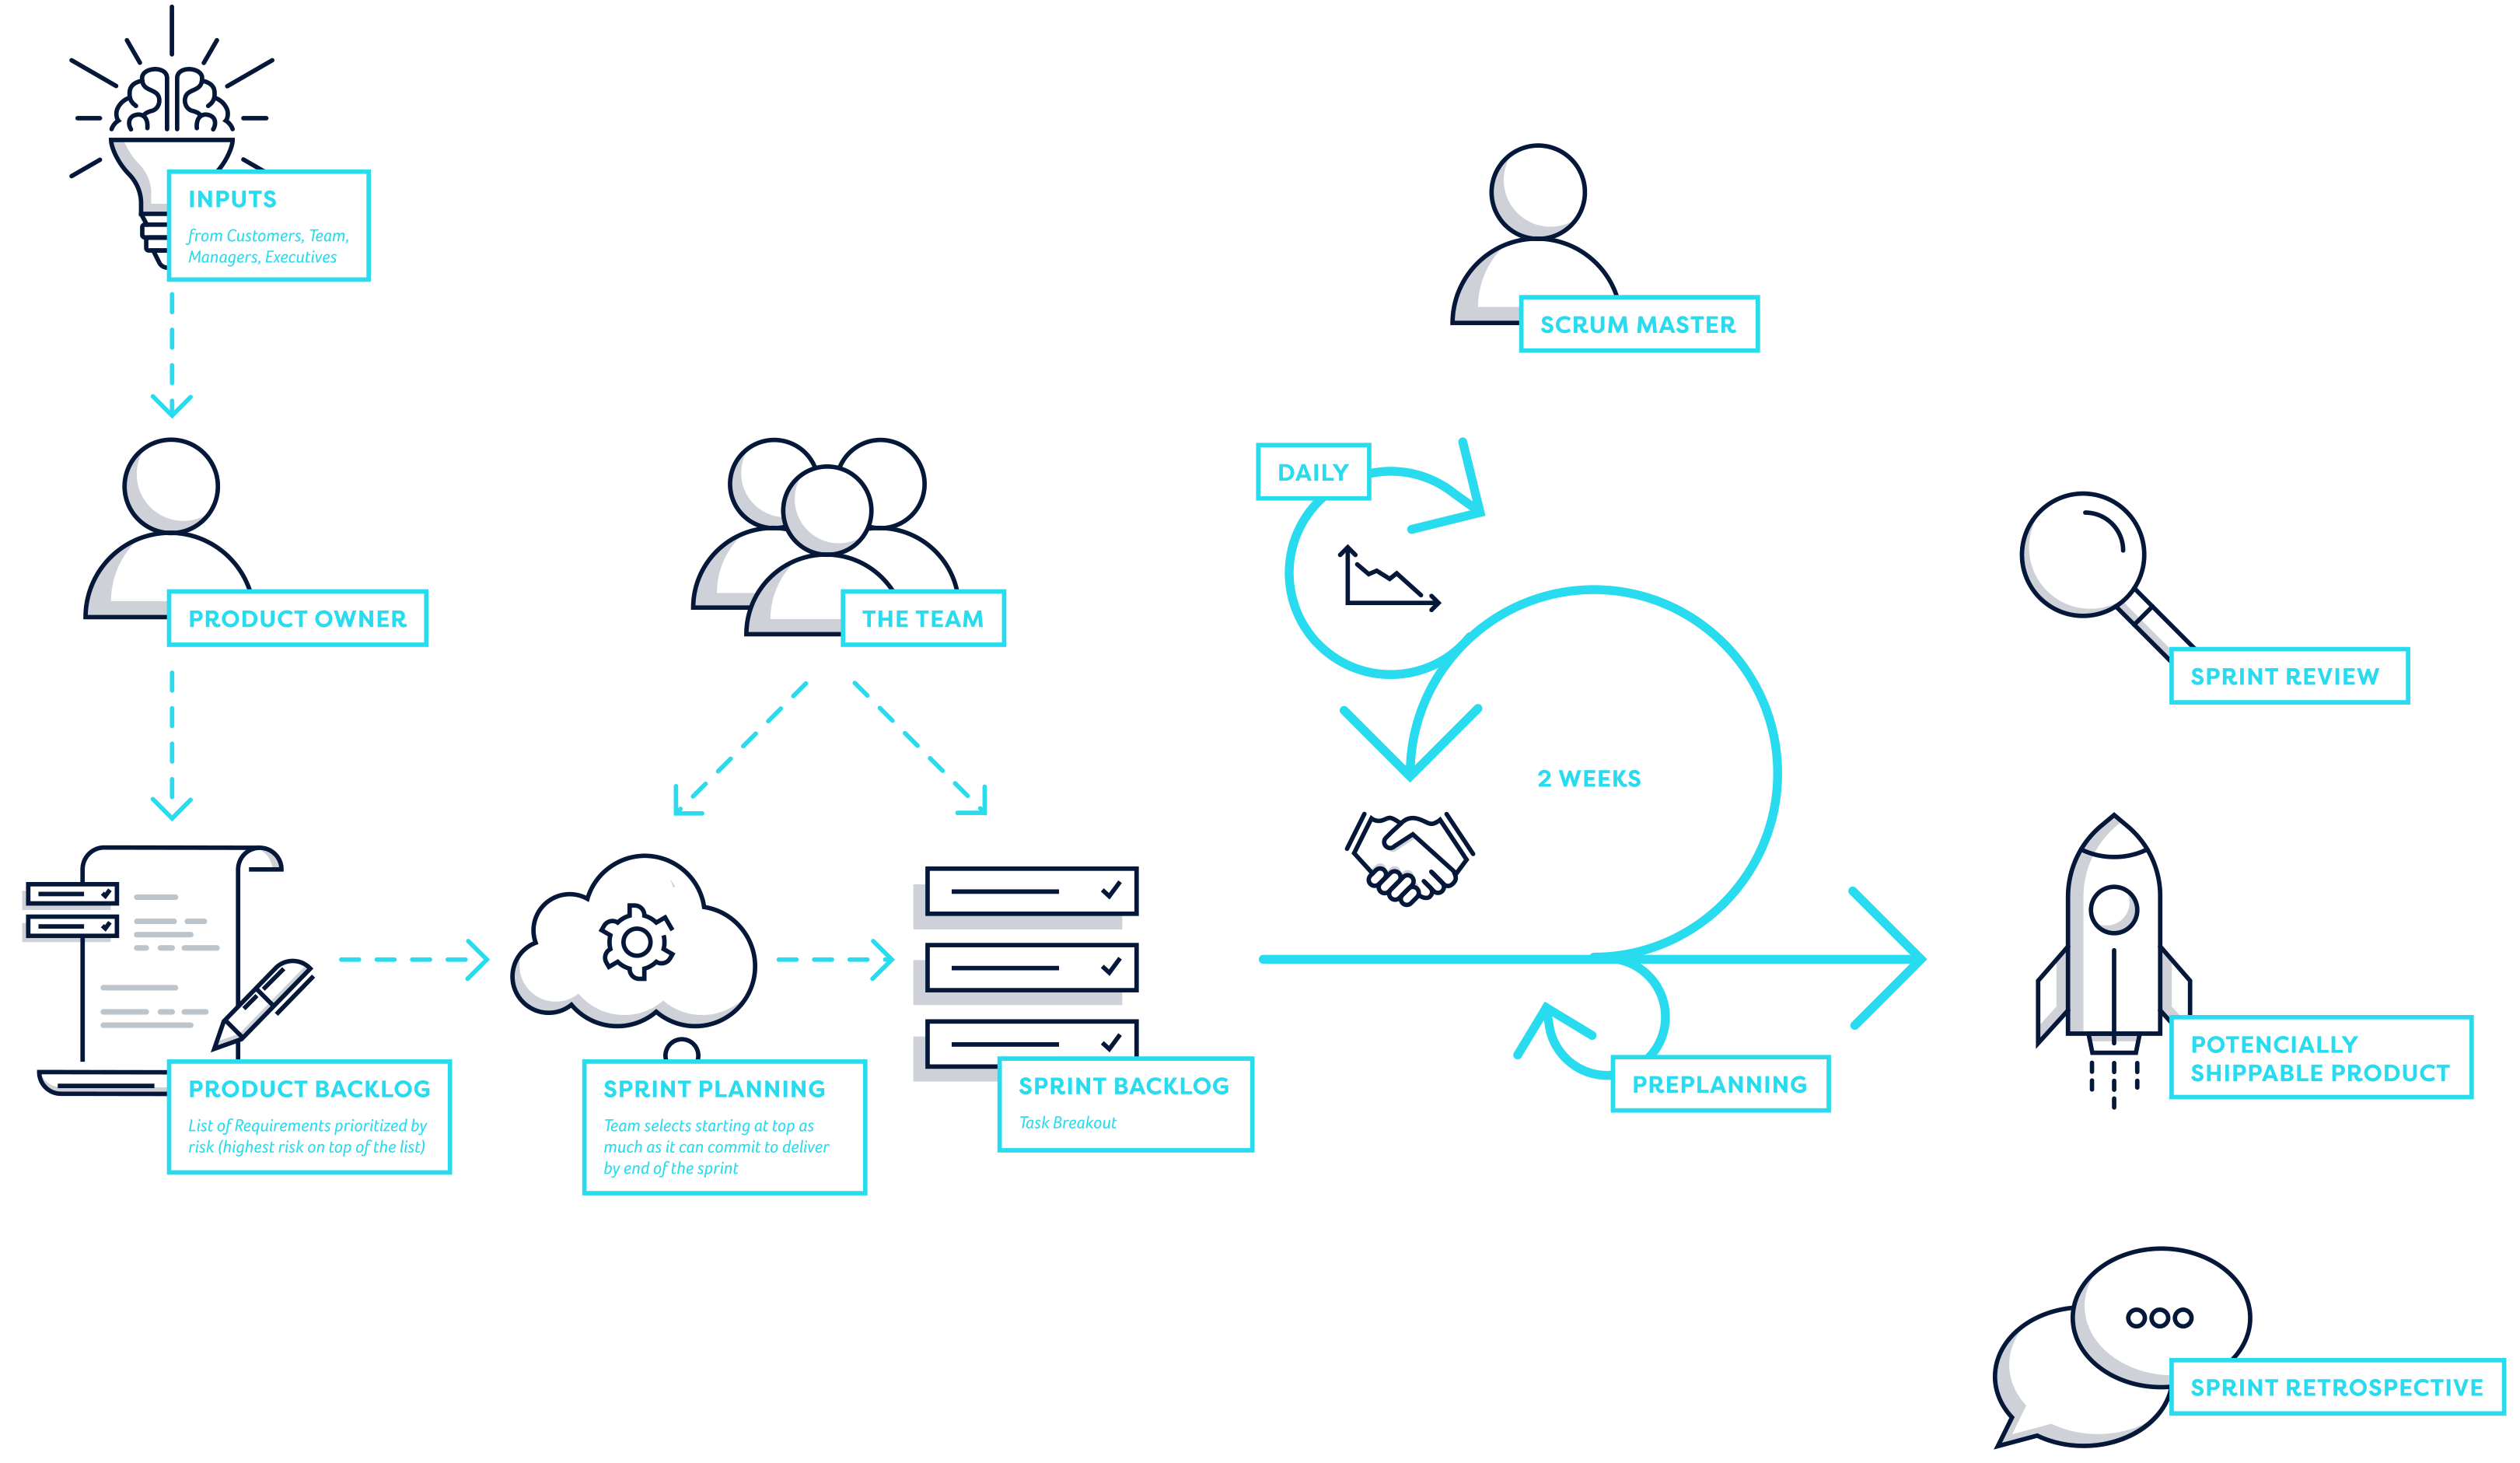 INPUTS
from Customers, Team,
Managers, Executives
SCRUM MASTER
DAILY
PRODUCT OWNER
THE TEAM
SPRINT REVIEW
2 WEEKS
PRODUCT BACKLOG
List of Requirements prioritized by
risk (highest risk on top of the list)
SPRINT PLANNING
Team selects starting at top as
much as it can commit to deliver
by end of the sprint
SPRINT BACKLOG
Task Breakout
PREPLANNING
POTENCIALLY
SHIPPABLE PRODUCT
SPRINT RETROSPECTIVE